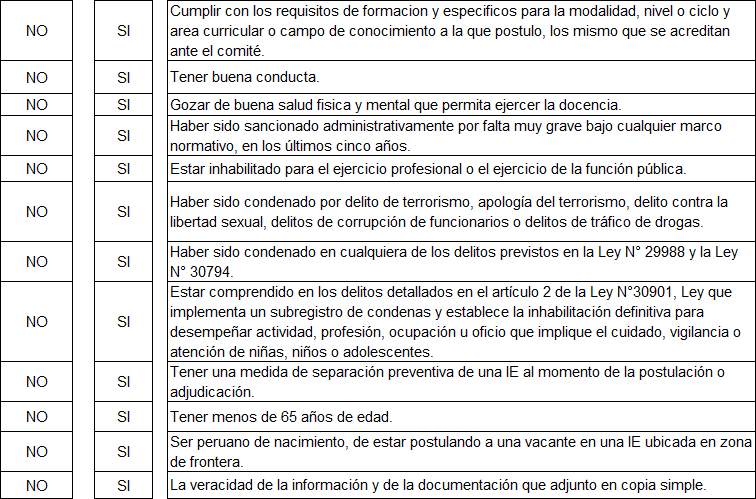 NO SI Cumplir con los requisitos de formacion y especificos para la modalidad, nivel o ciclo y
area curricular o campo de conocimiento a la que postulo, los mismo que se acreditan
ante el comité.
NO SI Tener buena conducta.
NO SI Gozar de buena salud fisica y mental que permita ejercer la docencia.
NO SI Haber sido sancionado administrativamente por falta muy grave bajo cualquier marco
normativo, en los últimos cinco años.
NO SI Estar inhabilitado para el ejercicio profesional o el ejercicio de la función pública.
NO SI Haber sido condenado por delito de terrorismo, apología del terrorismo, delito contra la
libertad sexual, delitos de corrupción de funcionarios o delitos de tráfico de drogas.
NO SI Haber sido condenado en cualquiera de los delitos previstos en la Ley N° 29988 y la Ley
N° 30794.
NO SI Estar comprendido en los delitos detallados en el artículo 2 de la Ley N°30901, Ley que
implementa un subregistro de condenas y establece la inhabilitación definitiva para
desempeñar actividad, profesión, ocupación u oficio que implique el cuidado, vigilancia o
atención de niñas, niños o adolescentes.
NO SI Tener una medida de separación preventiva de una IE al momento de la postulación o
adjudicación.
NO SI Tener menos de 65 años de edad.
NO SI Ser peruano de nacimiento, de estar postulando a una vacante en una IE ubicada en zona
de frontera.
NO SI La veracidad de la información y de la documentación que adjunto en copia simple.